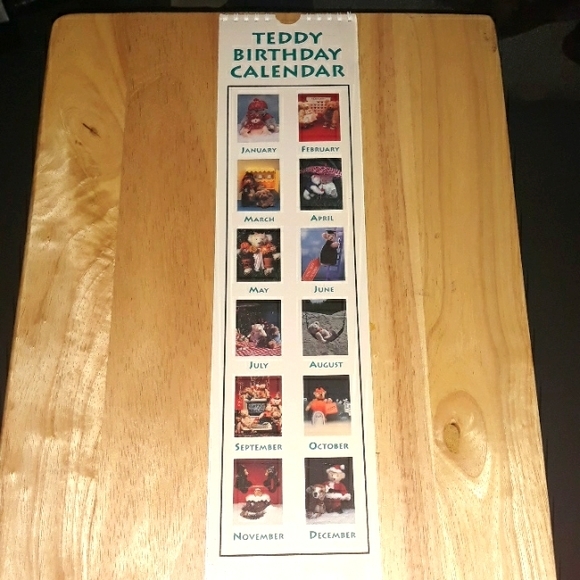 TEDDY
BIRTHDAY
CALENDAR
JANUARY
FEBRUARY
MARCH
APRIL
MAY
JUNE
JULY
AUGUST
SEPTEMBER
OCTOBER
NOVEMBER
DECEMBER